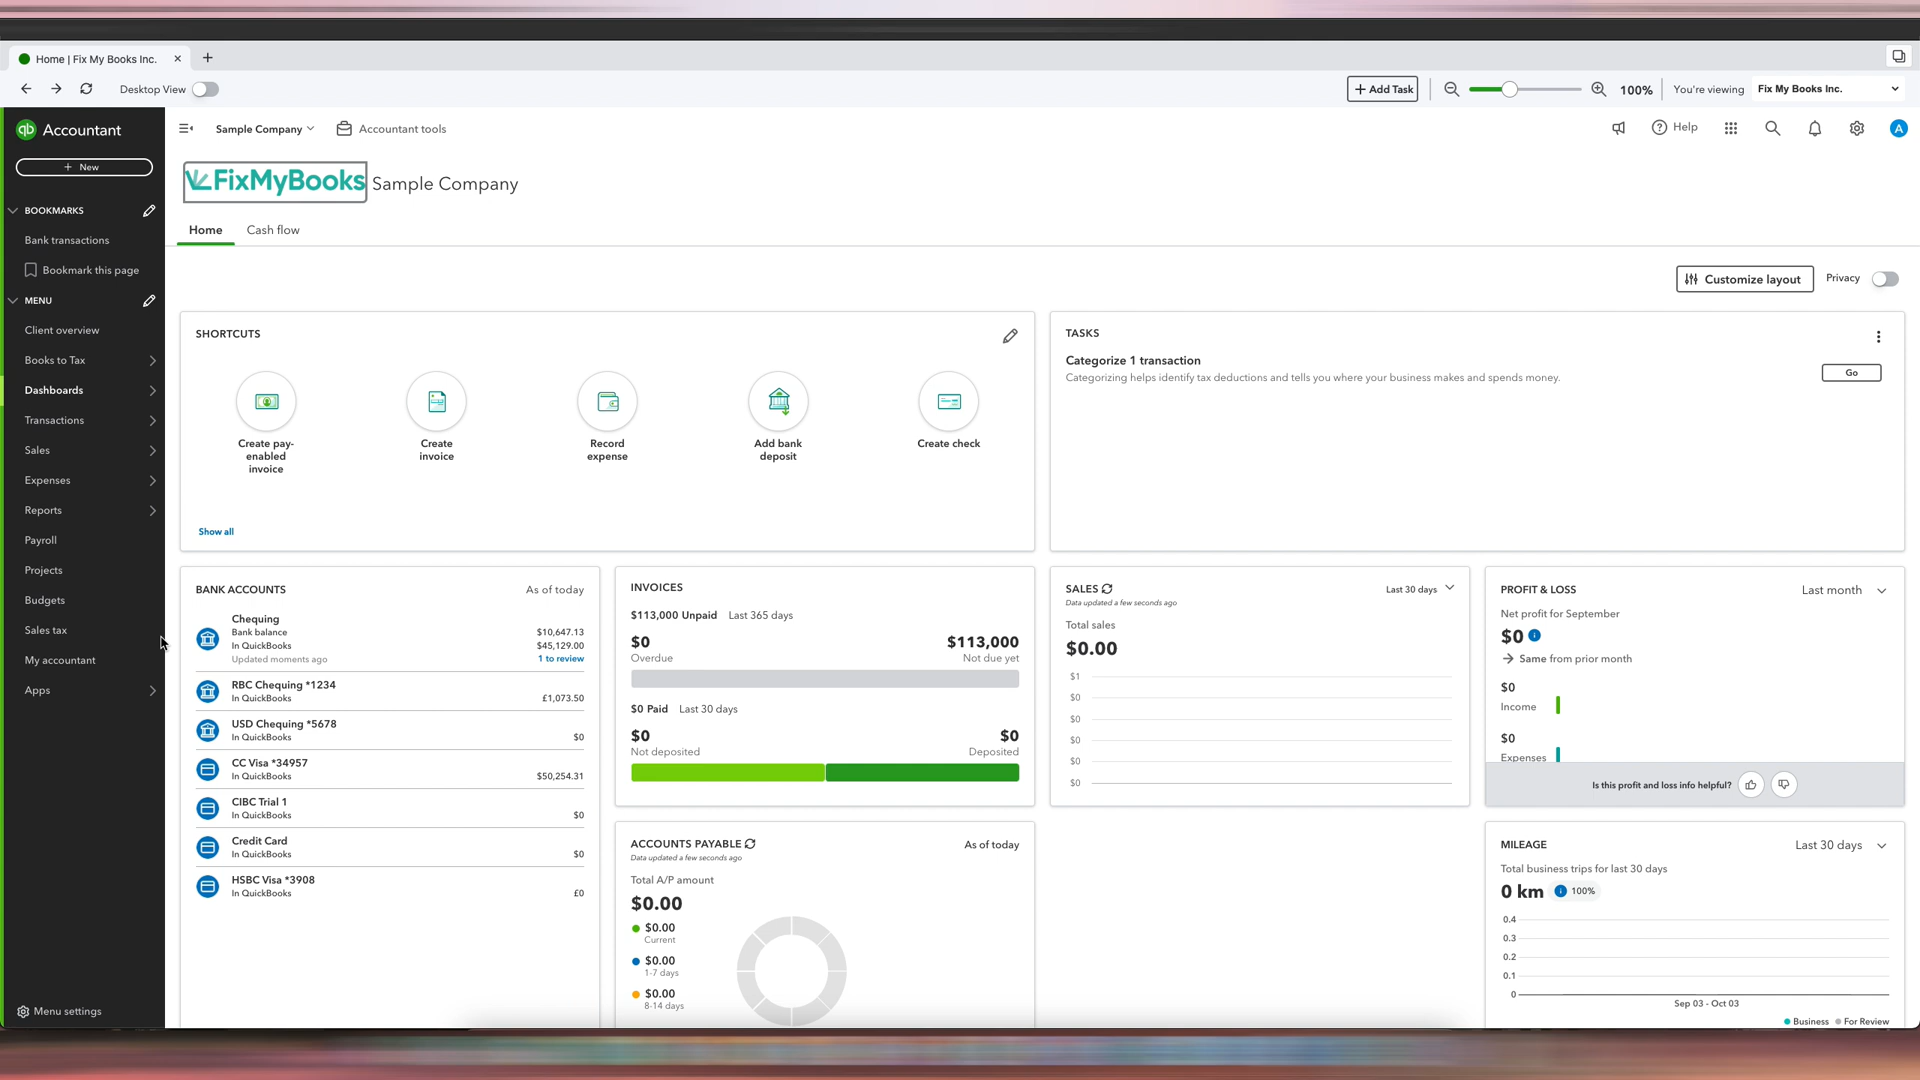 Home | Fix My Books Inc.
Desktop View
+ Add Task
100%
You're viewing
Fix My Books Inc.
qb Accountant
Sample Company
Accountant tools
Help
A
+ New
FixMyBooks Sample Company
BOOKMARKS
Bank transactions
Bookmark this page
MENU
Client overview
Books to Tax
Dashboards
Transactions
Sales
Expenses
Reports
Payroll
Projects
Budgets
Sales tax
My accountant
Apps
Menu settings
Home
Cash flow
Customize layout
Privacy
SHORTCUTS
Create pay-
enabled
invoice
Create
invoice
Record
expense
Add bank
deposit
Create check
Show all
TASKS
Categorize 1 transaction
Categorizing helps identify tax deductions and tells you where your business makes and spends money.
Go
BANK ACCOUNTS
As of today
Chequing
Bank balance $10,647.13
In QuickBooks $45,129.00
Updated moments ago 1 to review
RBC Chequing *1234
In QuickBooks £1,073.50
USD Chequing *5678
In QuickBooks $0
CC Visa *34957
In QuickBooks $50,254.31
CIBC Trial 1
In QuickBooks $0
Credit Card
In QuickBooks $0
HSBC Visa *3908
In QuickBooks £0
INVOICES
$113,000 Unpaid Last 365 days
$0 $113,000
Overdue Not due yet
$0 Paid Last 30 days
$0 $0
Not deposited Deposited
SALES
Last 30 days
Data updated a few seconds ago
Total sales
$0.00
$1
$0
$0
$0
$0
$0
PROFIT & LOSS
Last month
Net profit for September
$0
Same from prior month
$0
Income
$0
Expenses
Is this profit and loss info helpful?
ACCOUNTS PAYABLE
As of today
Data updated a few seconds ago
Total A/P amount
$0.00
$0.00
Current
$0.00
1-7 days
$0.00
8-14 days
MILEAGE
Last 30 days
Total business trips for last 30 days
0 km 100%
0.4
0.3
0.2
0.1
0
Sep 03 - Oct 03
Business For Review